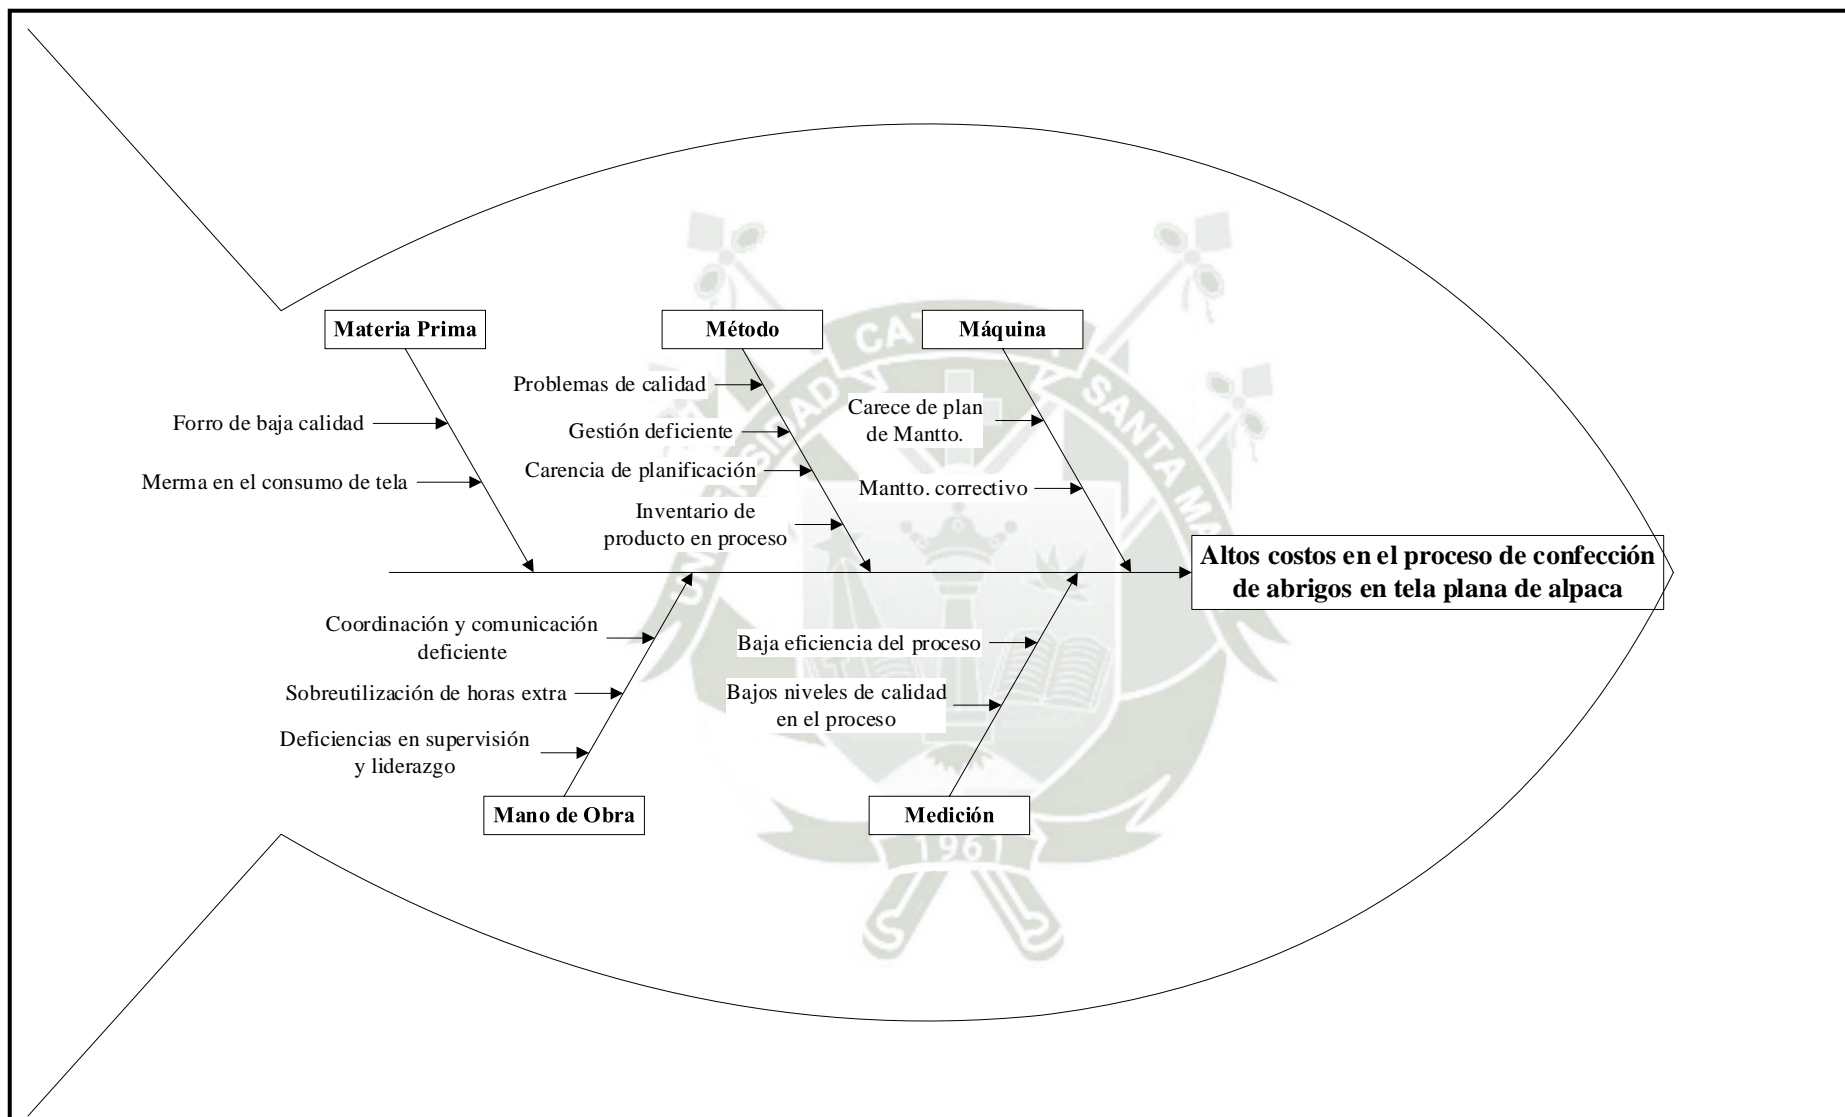 Materia Prima
Método
Máquina
Problemas de calidad
Forro de baja calidad
Gestión deficiente
Carece de plan
de Mantto.
Merma en el consumo de tela
Carencia de planificación
Mantto. correctivo
Inventario de
producto en proceso
Altos costos en el proceso de confección
de abrigos en tela plana de alpaca
Coordinación y comunicación
deficiente
Baja eficiencia del proceso
Sobreutilización de horas extra
Bajos niveles de calidad
en el proceso
Deficiencias en supervisión
y liderazgo
Mano de Obra
Medición
SANTA
1961